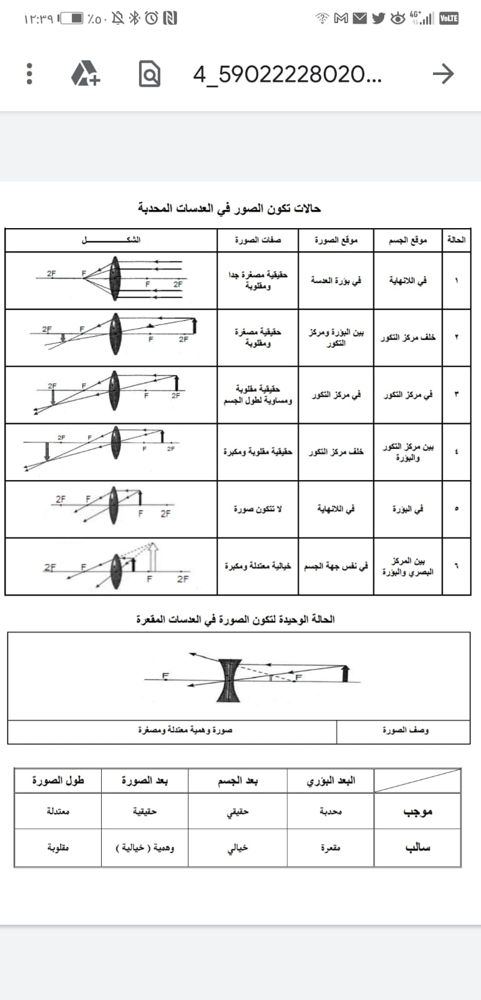 ١٢:٣٩ ٪٥٠ 4G+ VoLTE
4_59022228020...
حالات تكون الصور في العدسات المحدبة
الحالة موقع الجسم موقع الصورة صفات الصورة الشكـــــــــل
١ في اللانهاية في بؤرة العدسة حقيقية مصغرة جدا
ومقلوبة
2F F F 2F
٢ خلف مركز التكور بين البؤرة ومركز
التكور
حقيقية مصغرة
ومقلوبة
2F F F 2F
٣ في مركز التكور في مركز التكور حقيقية مقلوبة
ومساوية لطول الجسم
2F F F 2F
٤ بين مركز التكور
والبؤرة
خلف مركز التكور حقيقية مقلوبة ومكبرة
2F F F 2F
٥ في البؤرة في اللانهاية لا تتكون صورة
2F F F 2F
٦ بين المركز
البصري والبؤرة
في نفس جهة الجسم خيالية معتدلة ومكبرة
2F F F 2F
الحالة الوحيدة لتكون الصورة في العدسات المقعرة
F F
وصف الصورة صورة وهمية معتدلة ومصغرة
البعد البؤري بعد الجسم بعد الصورة طول الصورة
موجب محدبة حقيقي حقيقية معتدلة
سالب مقعرة خيالي وهمية ( خيالية ) مقلوبة